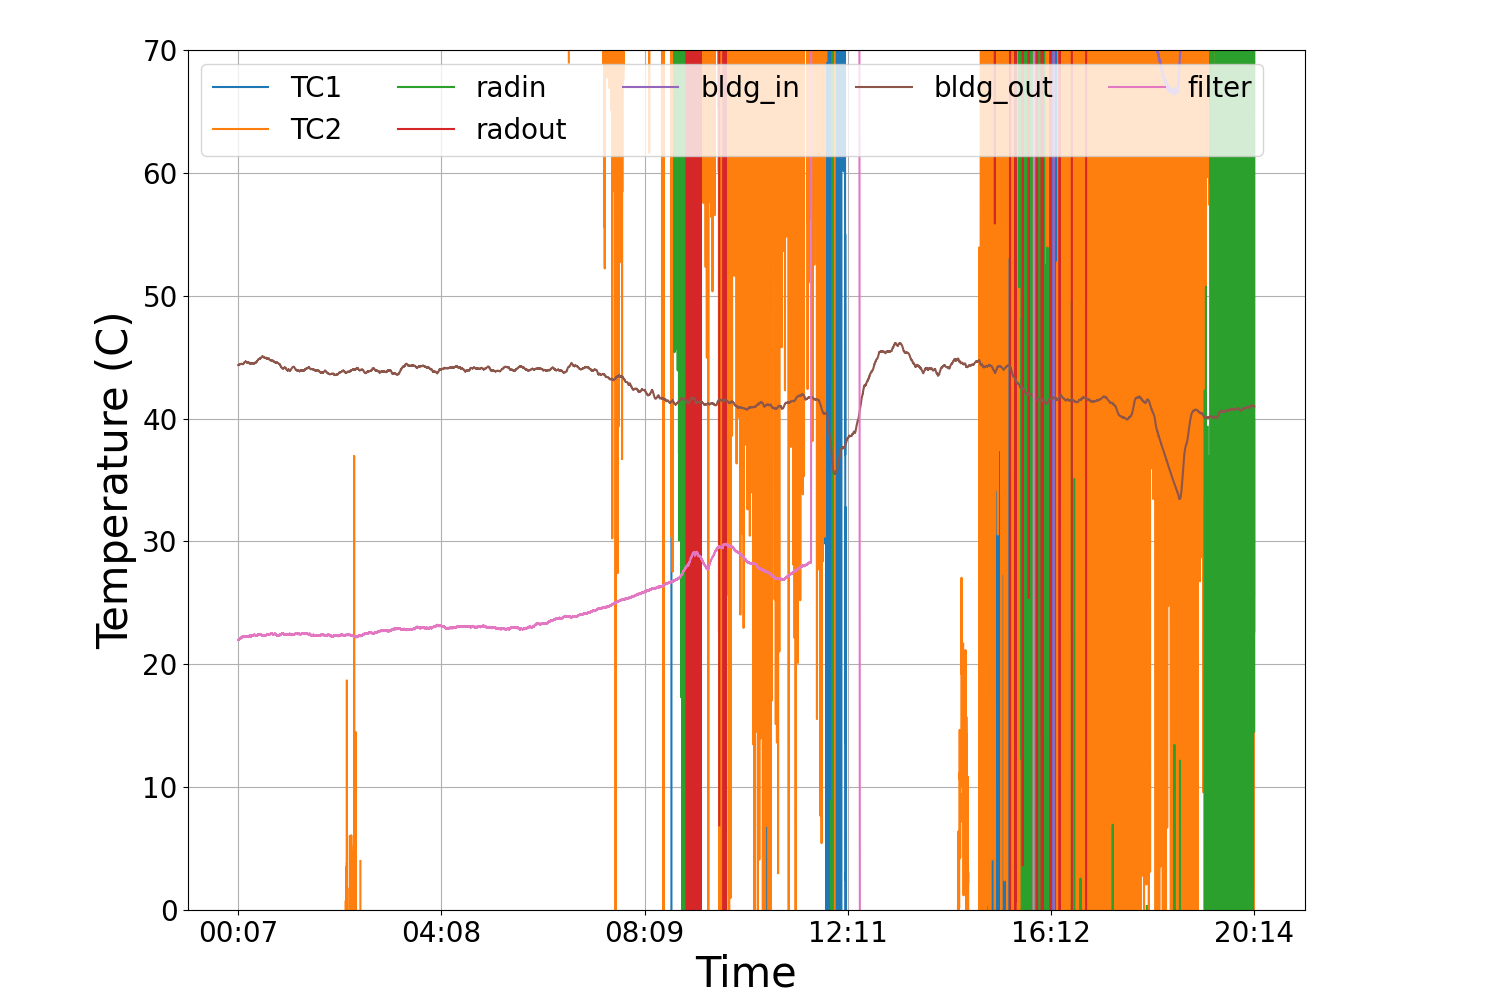 70
60
50
40
30
20
10
0
Temperature (C)
TC1
TC2
radin
radout
bldg_in
bldg_out
filter
00:07 04:08 08:09 12:11 16:12 20:14
Time